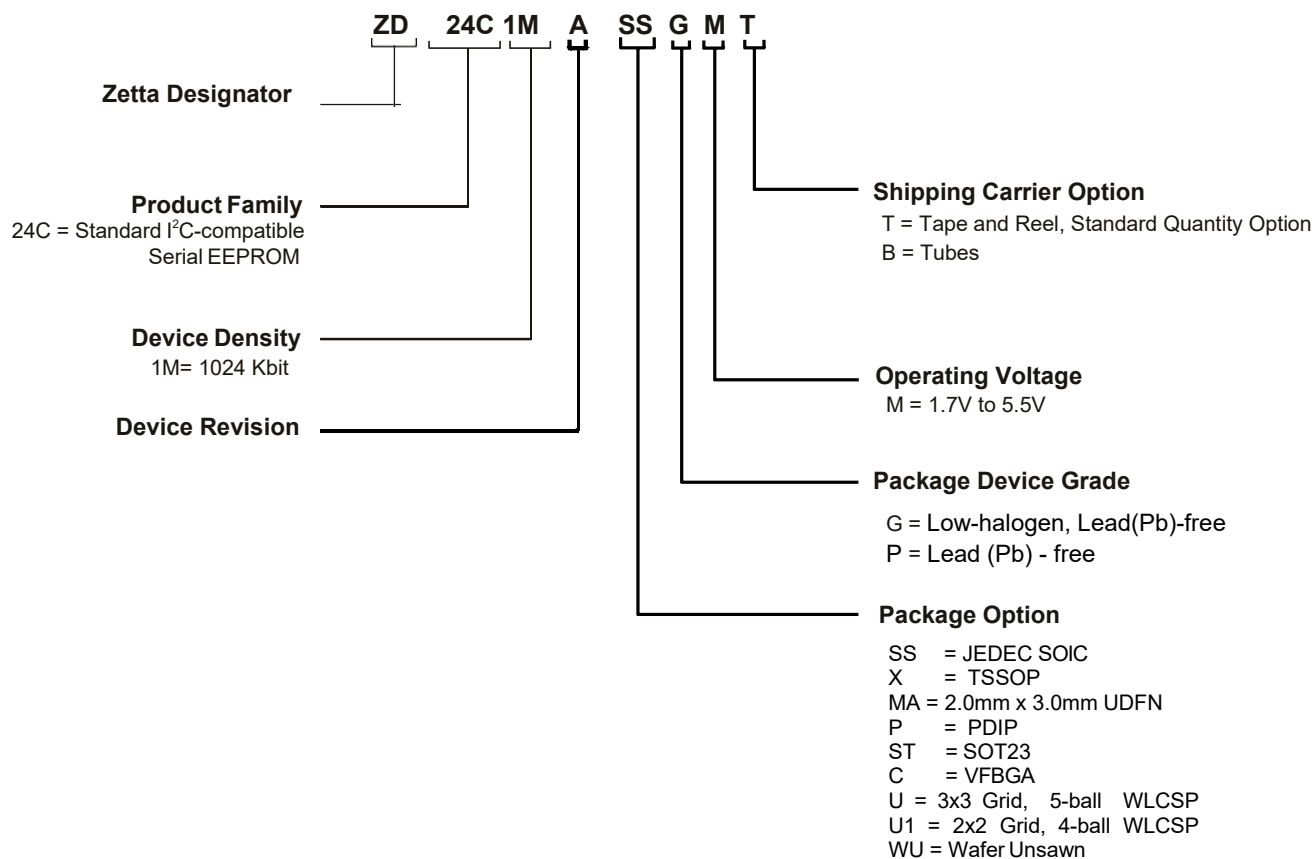 ZD 24C 1M A SS G M T
Zetta Designator
Product Family
24C = Standard I²C-compatible
Serial EEPROM
Device Density
1M= 1024 Kbit
Device Revision
Shipping Carrier Option
T = Tape and Reel, Standard Quantity Option
B = Tubes
Operating Voltage
M = 1.7V to 5.5V
Package Device Grade
G = Low-halogen, Lead(Pb)-free
P = Lead (Pb) - free
Package Option
SS = JEDEC SOIC
X = TSSOP
MA = 2.0mm x 3.0mm UDFN
P = PDIP
ST = SOT23
C = VFBGA
U = 3x3 Grid, 5-ball WLCSP
U1 = 2x2 Grid, 4-ball WLCSP
WU = Wafer Unsawn